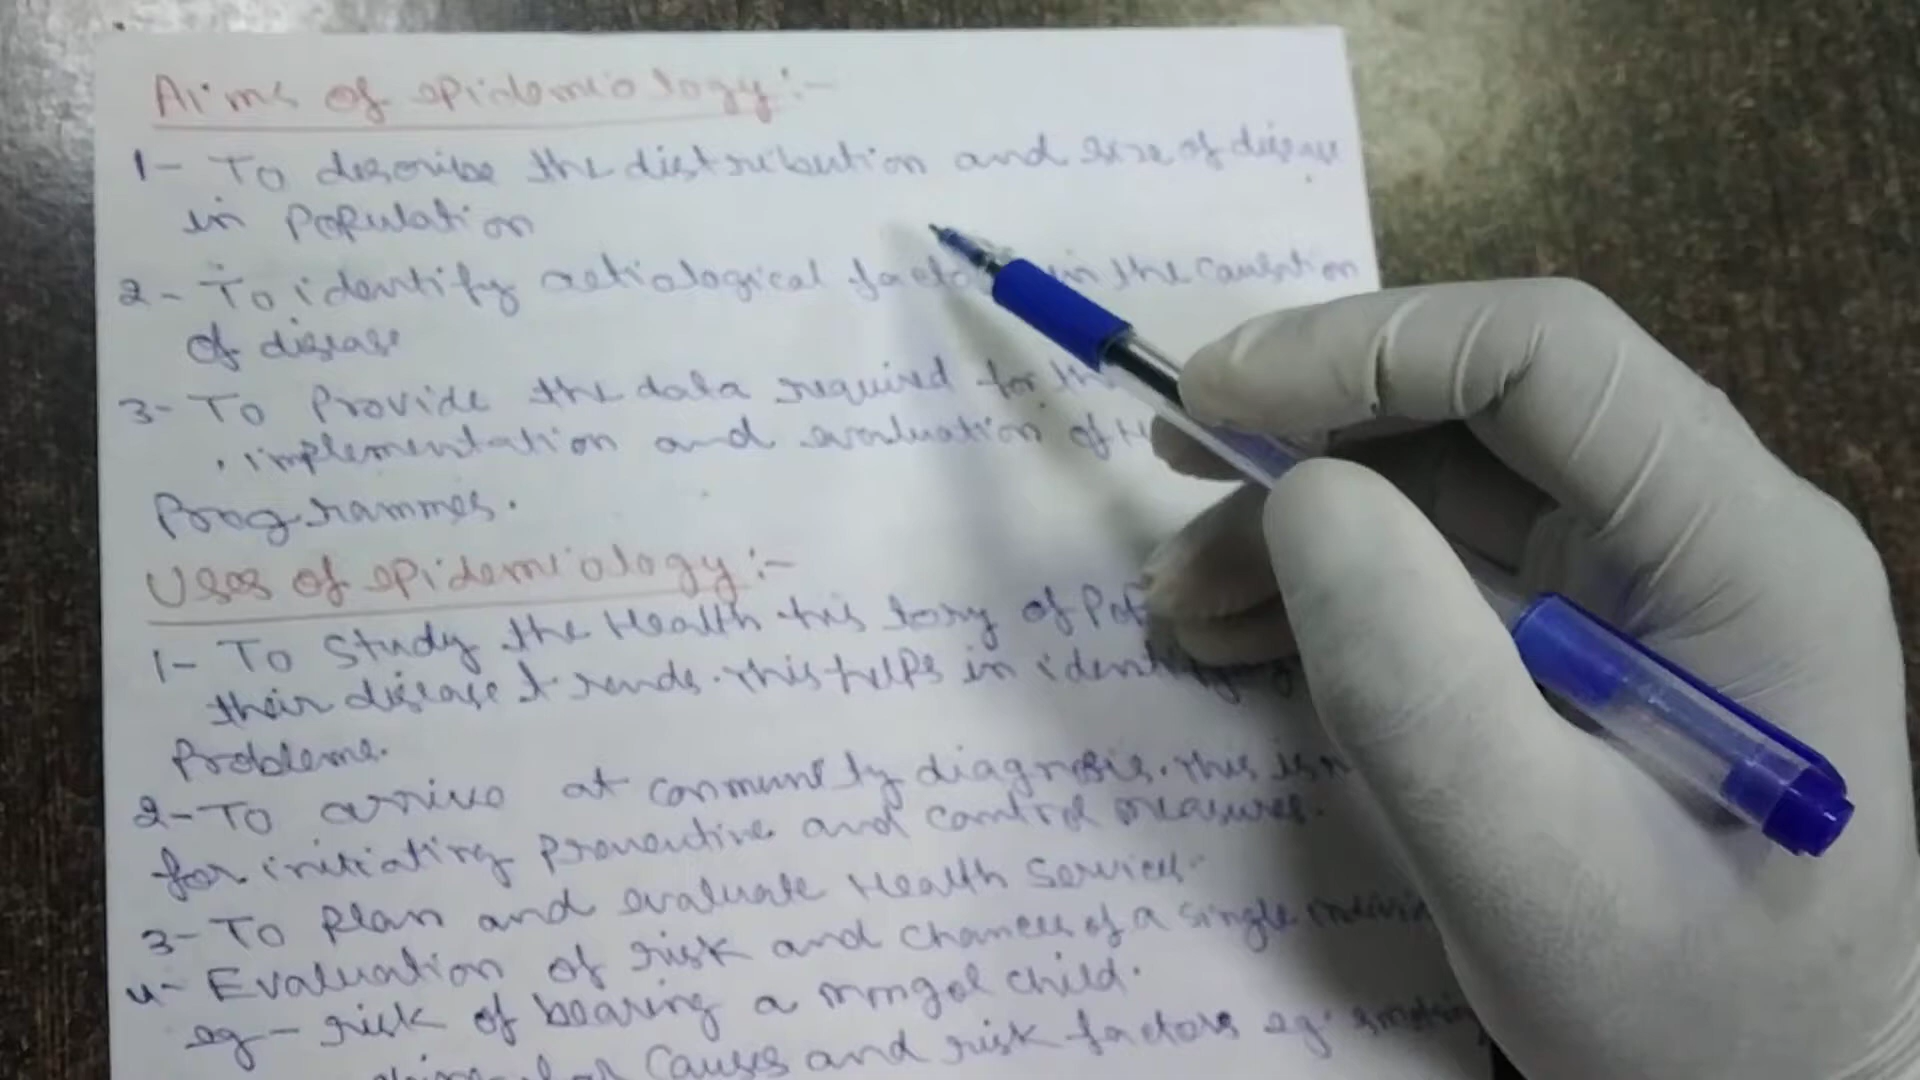 Aims of epidemiology:-
1- To describe the distribution and size of disease
in Population
2- To identify aetiological in the
of disease
3- To Provide the data required for
implementation and evaluation of
Programmes.
Uses of epidemiology:-
1- To Study the Health history of
their disease trends. This helps in
Problems.
2- To arrive at community diagnosis. This is
for initiating preventive and control measures.
3- To Plan and evaluate Health Services.
4- Evaluation of risk and chances of a single
eg- risk of bearing a mongol child.
Causes and risk factors eg.